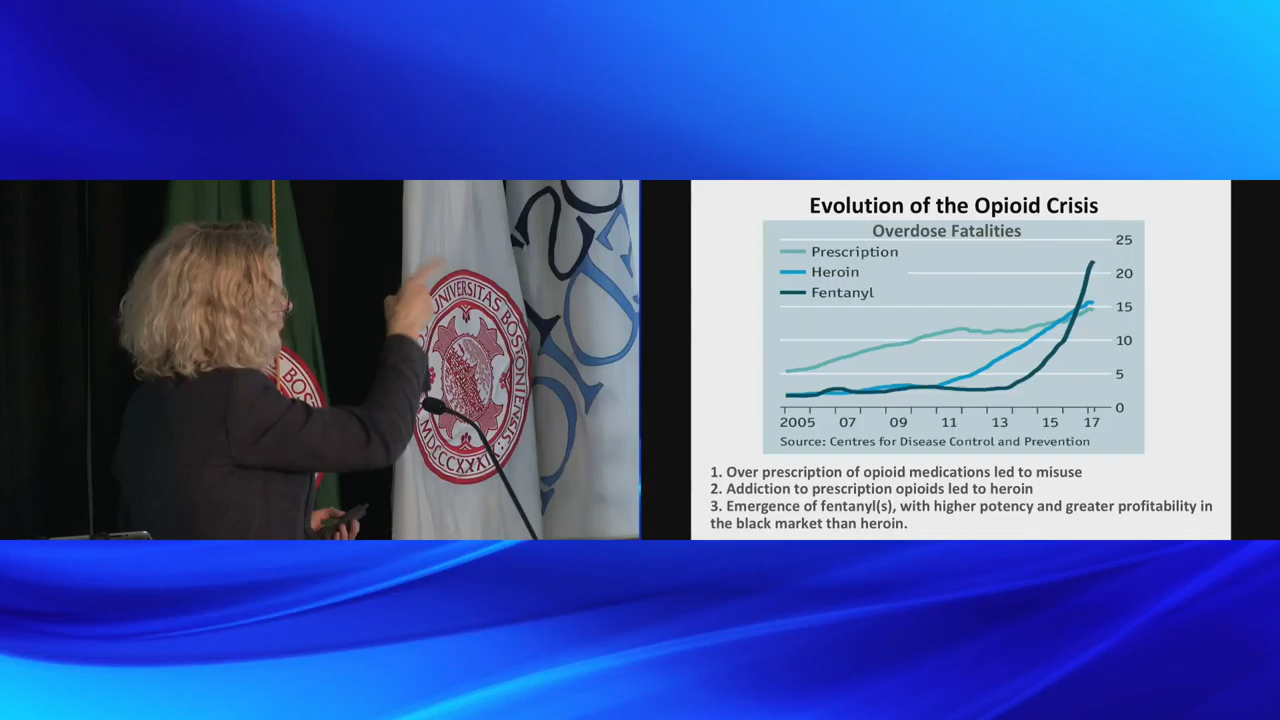 UNIVERSITAS BOSTONIENSIS
MDCCCXXXIX
BOS
Evolution of the Opioid Crisis
Overdose Fatalities
Prescription
Heroin
Fentanyl
25
20
15
10
5
0
2005 07 09 11 13 15 17
Source: Centres for Disease Control and Prevention
1. Over prescription of opioid medications led to misuse
2. Addiction to prescription opioids led to heroin
3. Emergence of fentanyl(s), with higher potency and greater profitability in
the black market than heroin.